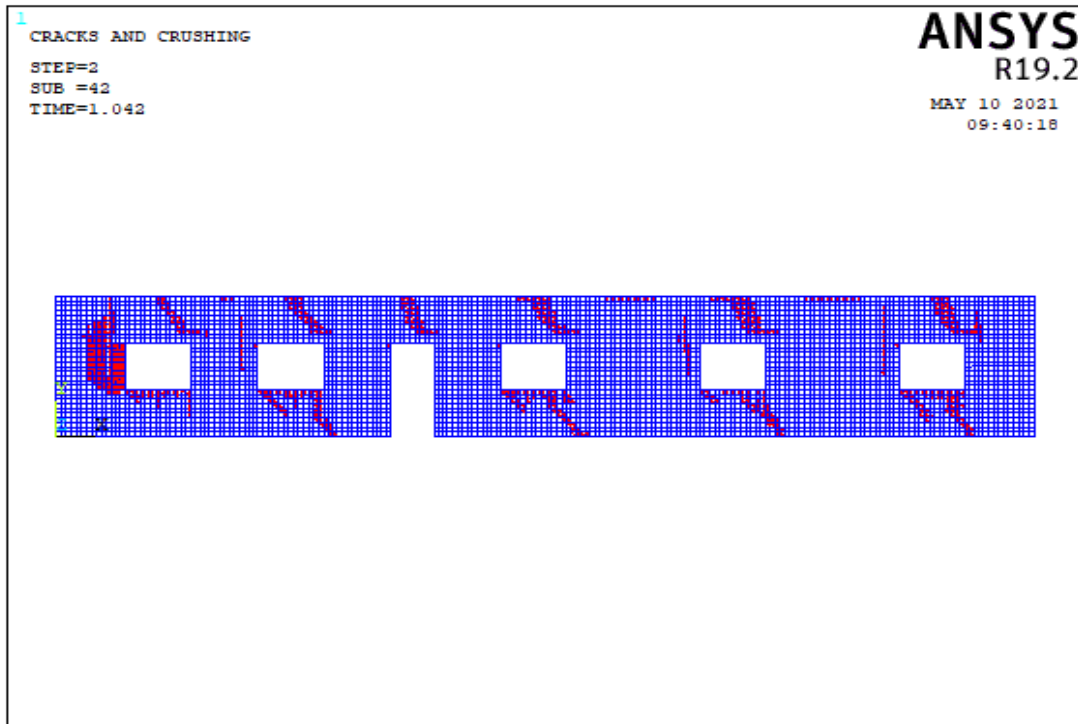 1
CRACKS AND CRUSHING
STEP=2
SUB =42
TIME=1.042
ANSYS
R19.2
MAY 10 2021
09:40:18
Y
Z X